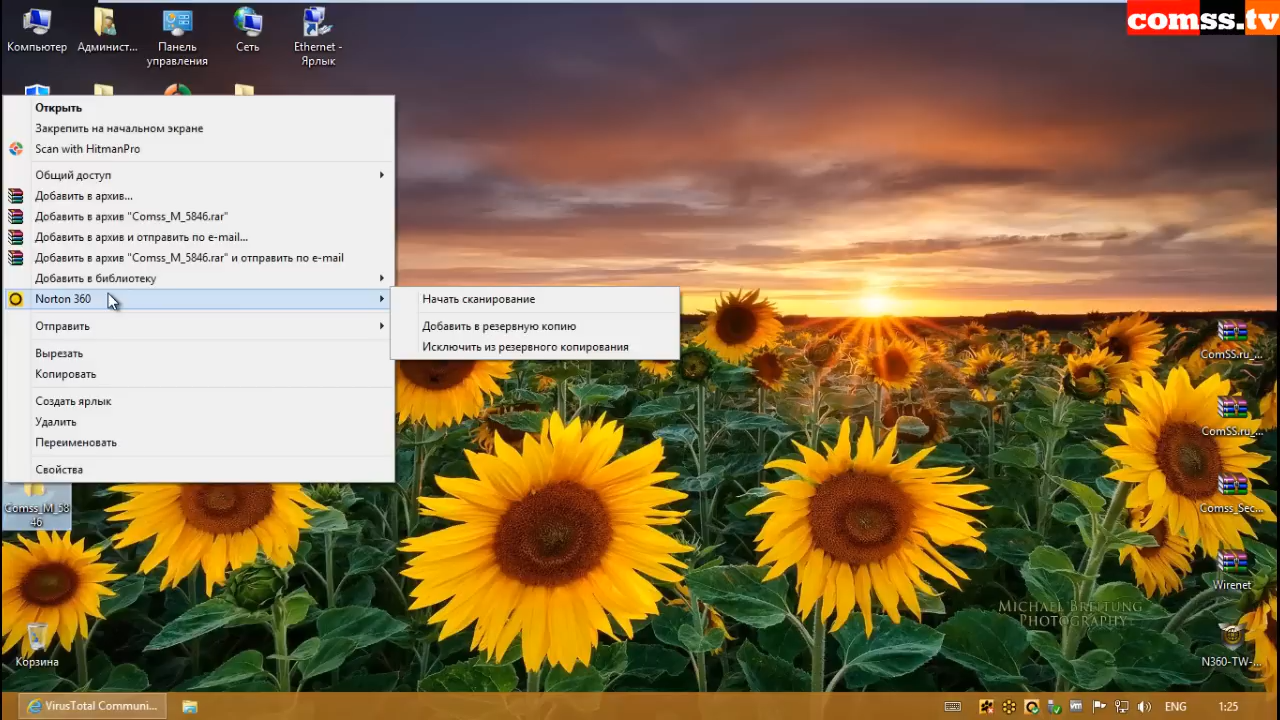 comss.tv
Компьютер
Админист...
Панель
управления
Сеть
Ethernet -
Ярлык
Открыть
Закрепить на начальном экране
Scan with HitmanPro
Общий доступ
Добавить в архив...
Добавить в архив "Comss_M_5846.rar"
Добавить в архив и отправить по e-mail...
Добавить в архив "Comss_M_5846.rar" и отправить по e-mail
Добавить в библиотеку
Norton 360
Отправить
Вырезать
Копировать
Создать ярлык
Удалить
Переименовать
Свойства
Начать сканирование
Добавить в резервную копию
Исключить из резервного копирования
Comss_M_58
46
Корзина
ComSS.ru_...
ComSS.ru_...
Comss_Sec...
Wirenet
N360-TW-...
Michael Breitung
Photography
VirusTotal Communi...
ENG
1:25